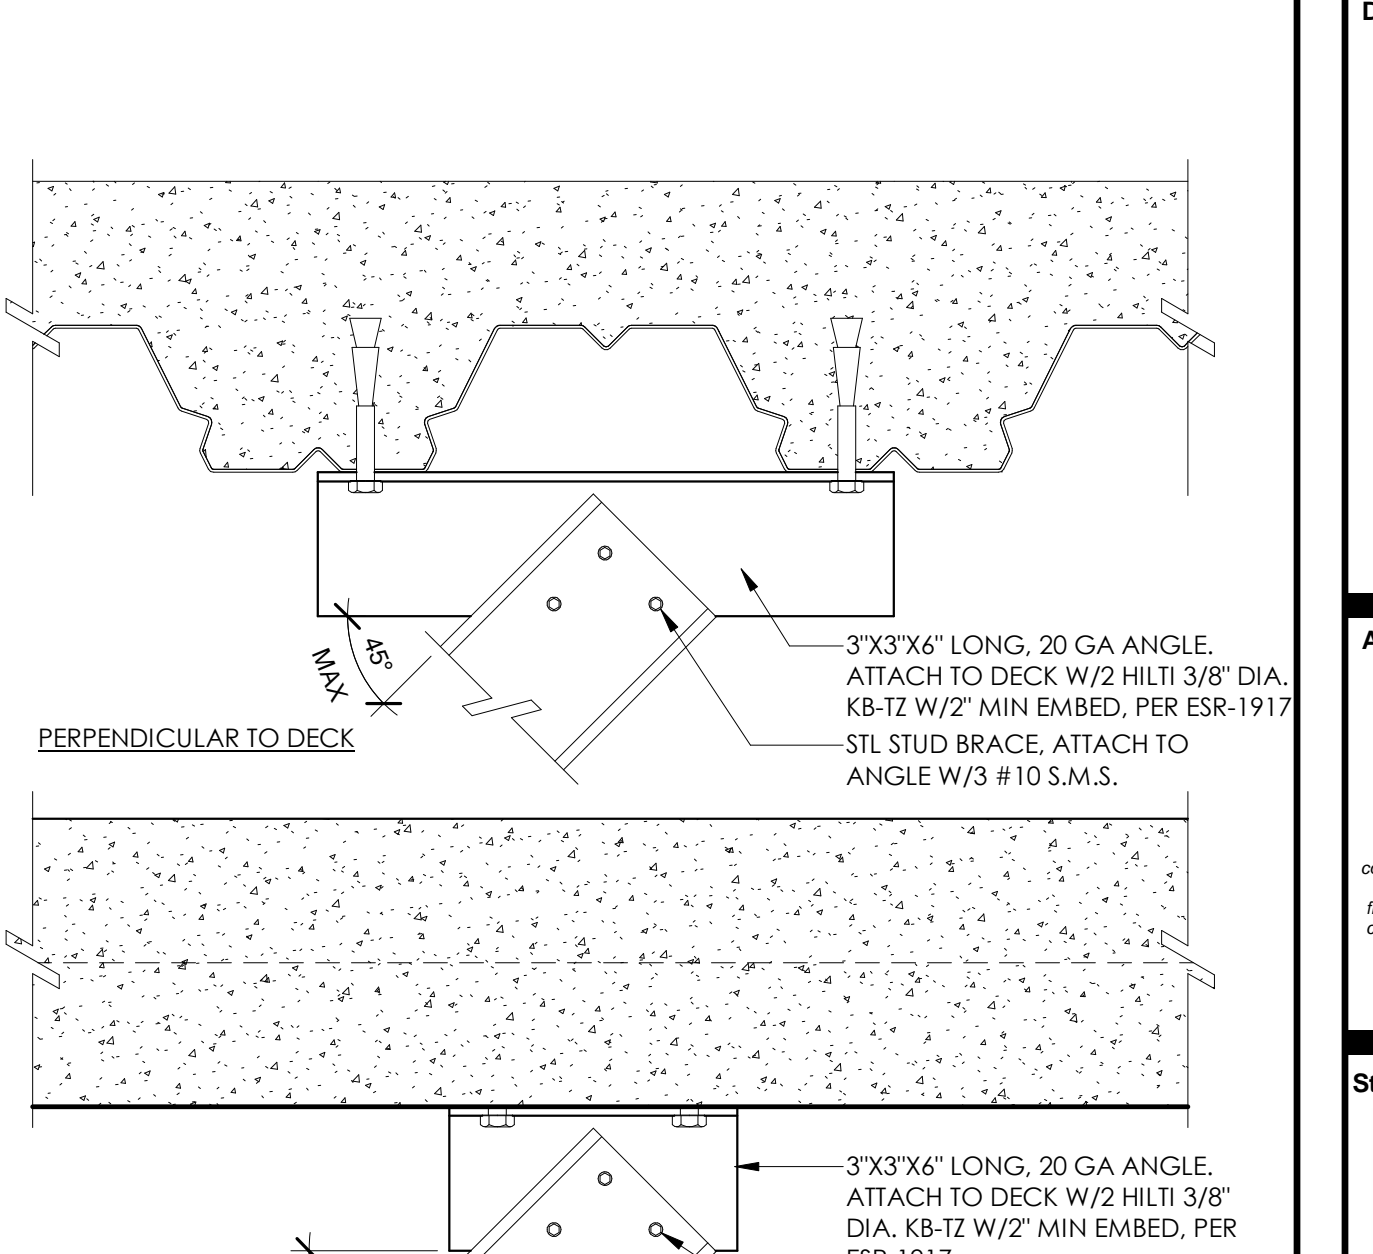 45°
MAX
3"X3"X6" LONG, 20 GA ANGLE.
ATTACH TO DECK W/2 HILTI 3/8" DIA.
KB-TZ W/2" MIN EMBED, PER ESR-1917
PERPENDICULAR TO DECK
STL STUD BRACE, ATTACH TO
ANGLE W/3 #10 S.M.S.
3"X3"X6" LONG, 20 GA ANGLE.
ATTACH TO DECK W/2 HILTI 3/8"
DIA. KB-TZ W/2" MIN EMBED, PER
ESR-1917